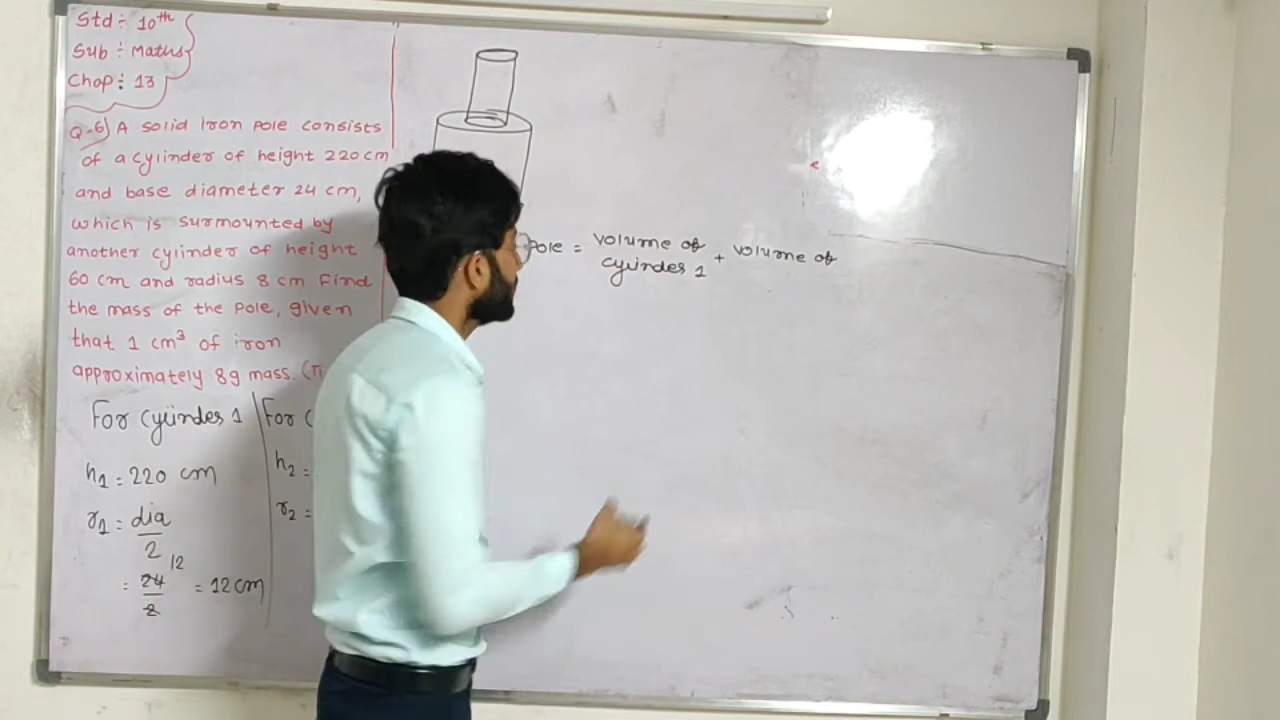 Std ÷ 10th
Sub ÷ Maths
Chap ÷ 13
Q-6) A solid Iron pole consists
of a cylinder of height 220 cm
and base diameter 24 cm,
which is surmounted by
another cylinder of height
60 cm and radius 8 cm Find
the mass of the pole, given
that 1 cm³ of iron
approximately 8g mass. (π
For cylinder 1
h1 = 220 cm
r1 = dia
2
= 24 12
2
= 12 cm
For c
h2 =
r2 =
pole = volume of cylinder 1 + volume of